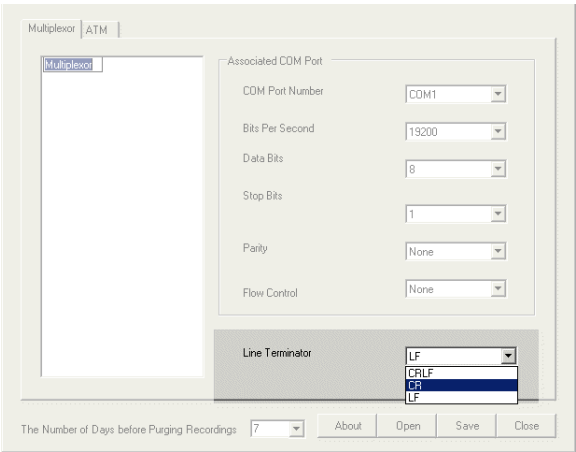 Multiplexor ATM
Multiplexor
Associated COM Port
COM Port Number COM1
Bits Per Second 19200
Data Bits 8
Stop Bits 1
Parity None
Flow Control None
Line Terminator LF
CRLF
CR
LF
The Number of Days before Purging Recordings 7 About Open Save Close